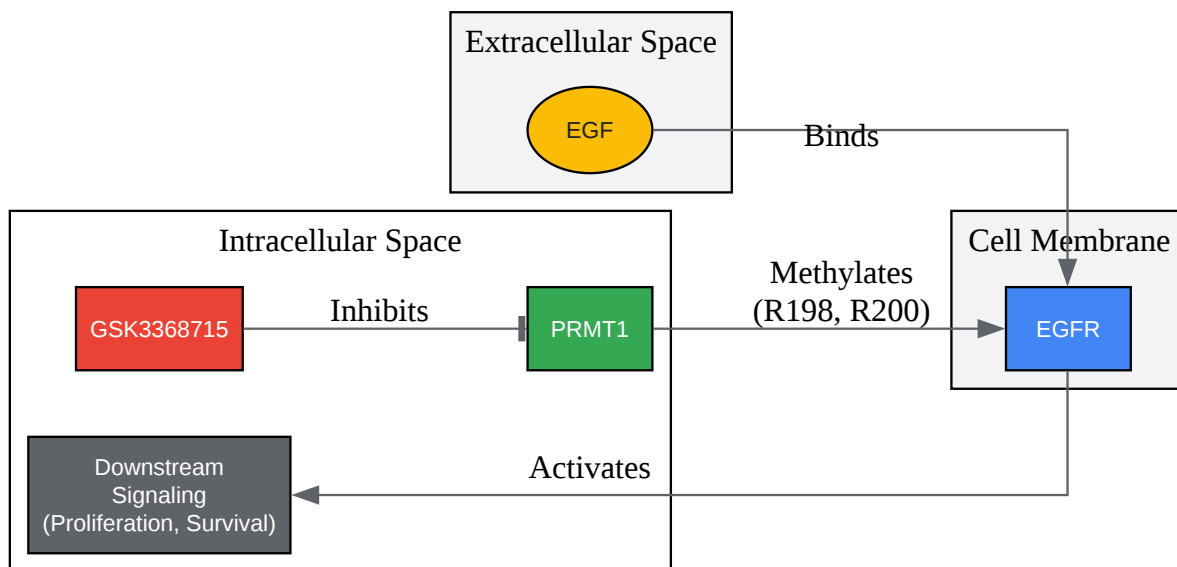 Extracellular Space
EGF
Binds
Intracellular Space
Cell Membrane
GSK3368715
Inhibits
PRMT1
Methylates
(R198, R200)
EGFR
Downstream
Signaling
(Proliferation, Survival)
Activates